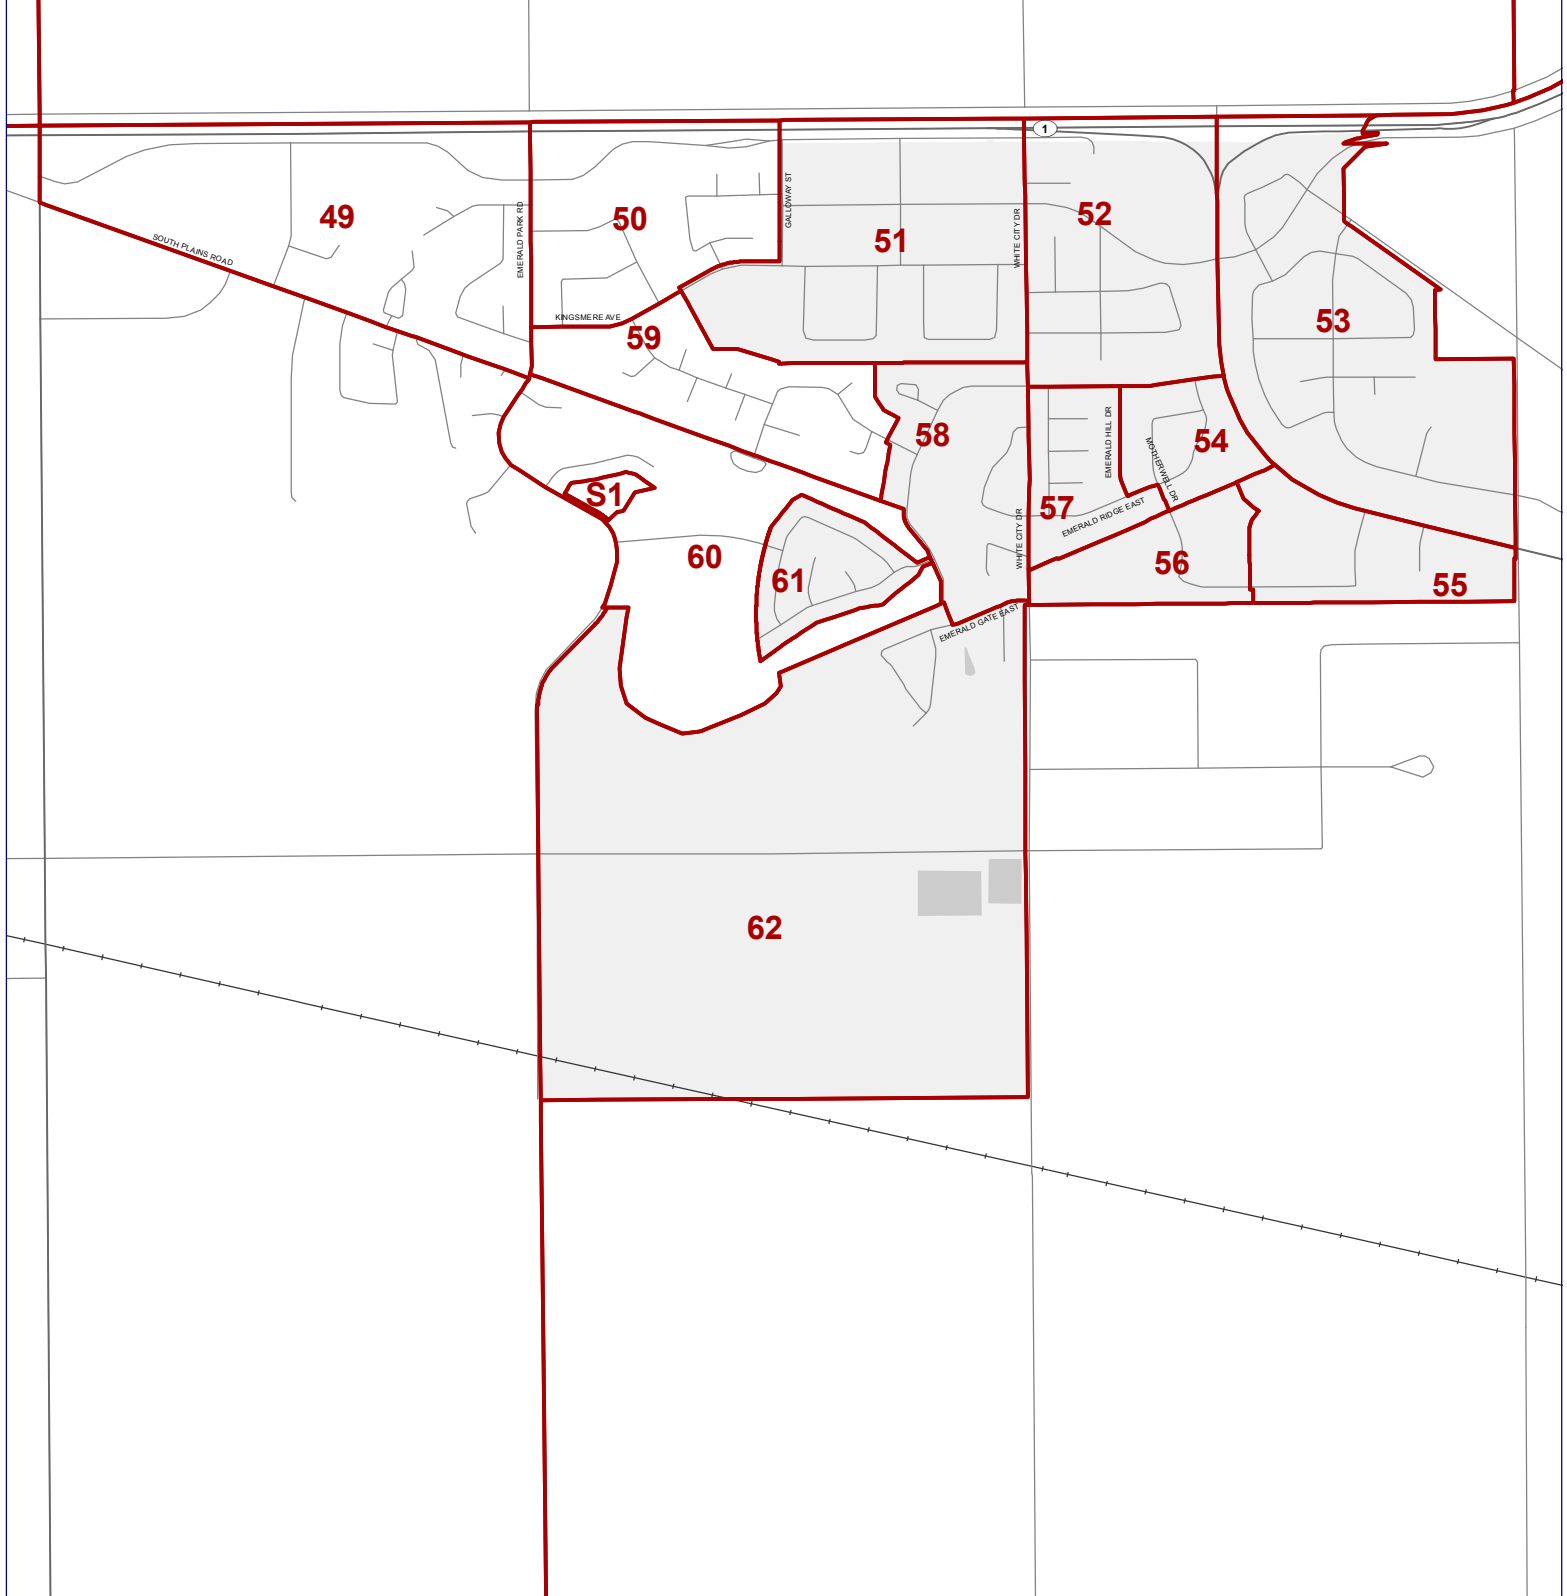 1
49
50
51
52
53
GALLOWAY ST
EMERALD PARK RD
WHITE CITY DR
SOUTH PLAINS ROAD
KINGSMERE AVE
59
58
54
EMERALD HILL DR
MOTHERWELL DR
S1
57
EMERALD RIDGE EAST
WHITE CITY DR
60
61
56
55
EMERALD GATE EAST
62